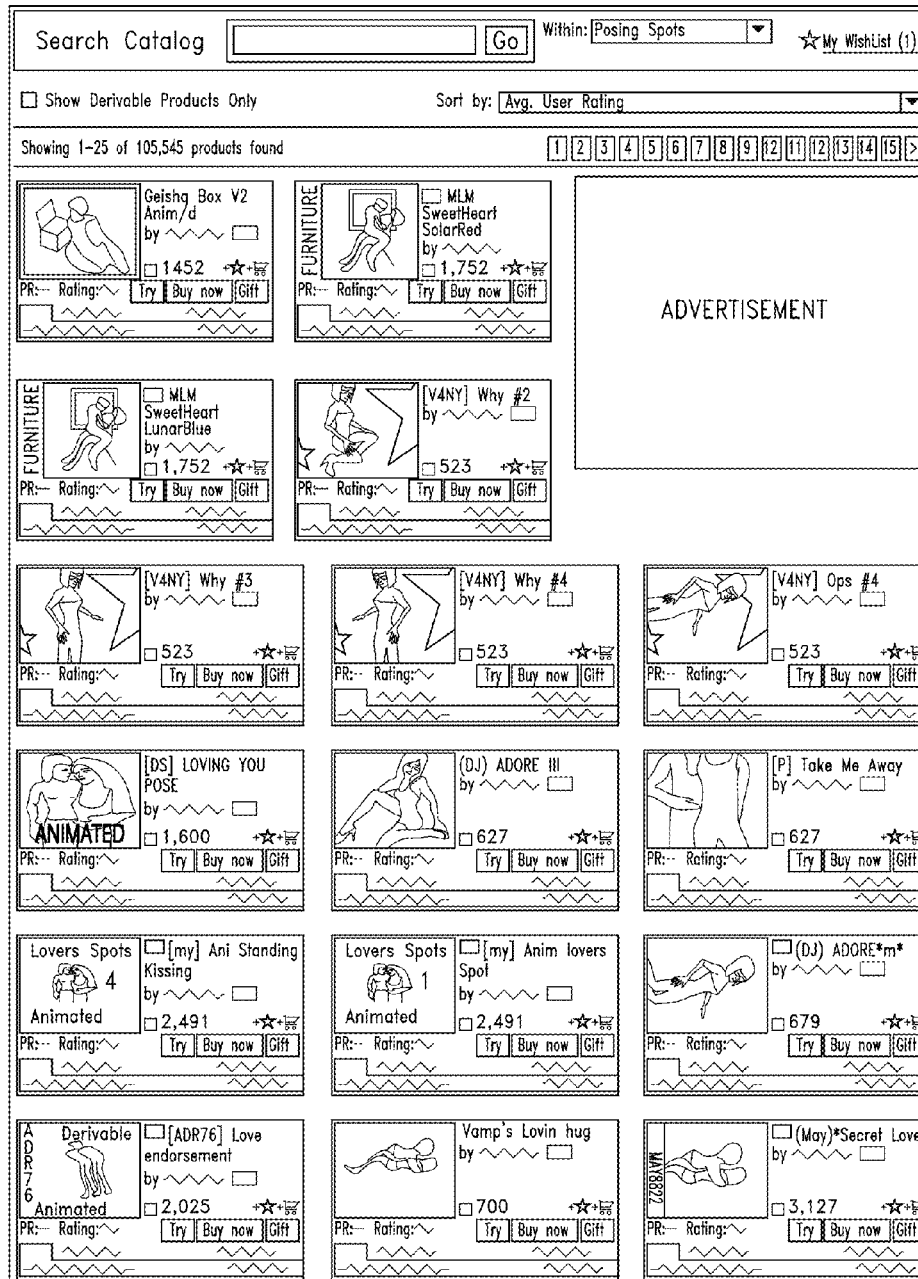 Search Catalog
Go
Within: Posing Spots
My WishList (1)
Show Derivable Products Only
Sort by: Avg. User Rating
Showing 1-25 of 105,545 products found
1 2 3 4 5 6 7 8 9 12 11 12 13 14 15 >
Geisha Box V2
Anim/d
by
1452
PR:-- Rating: Try Buy now Gift
FURNITURE
MLM
SweetHeart
SolarRed
by
1,752
PR:-- Rating: Try Buy now Gift
ADVERTISEMENT
FURNITURE
MLM
SweetHeart
LunarBlue
by
1,752
PR:-- Rating: Try Buy now Gift
[V4NY] Why #2
by
523
PR:-- Rating: Try Buy now Gift
[V4NY] Why #3
by
523
PR:-- Rating: Try Buy now Gift
[V4NY] Why #4
by
523
PR:-- Rating: Try Buy now Gift
[V4NY] Ops #4
by
523
PR:-- Rating: Try Buy now Gift
[DS] LOVING YOU
POSE
by
ANIMATED
1,600
PR:-- Rating: Try Buy now Gift
(DJ) ADORE III
by
627
PR:-- Rating: Try Buy now Gift
[P] Take Me Away
by
627
PR:-- Rating: Try Buy now Gift
Lovers Spots
4
Animated
[my] Ani Standing
Kissing
by
2,491
PR:-- Rating: Try Buy now Gift
Lovers Spots
1
Animated
[my] Anim lovers
Spot
by
2,491
PR:-- Rating: Try Buy now Gift
(DJ) ADORE*m*
by
679
PR:-- Rating: Try Buy now Gift
ADR76
Derivable
Animated
[ADR76] Love
endorsement
by
2,025
PR:-- Rating: Try Buy now Gift
Vamp's Lovin hug
by
700
PR:-- Rating: Try Buy now Gift
MAY8822
(May)*Secret Love
by
3,127
PR:-- Rating: Try Buy now Gift